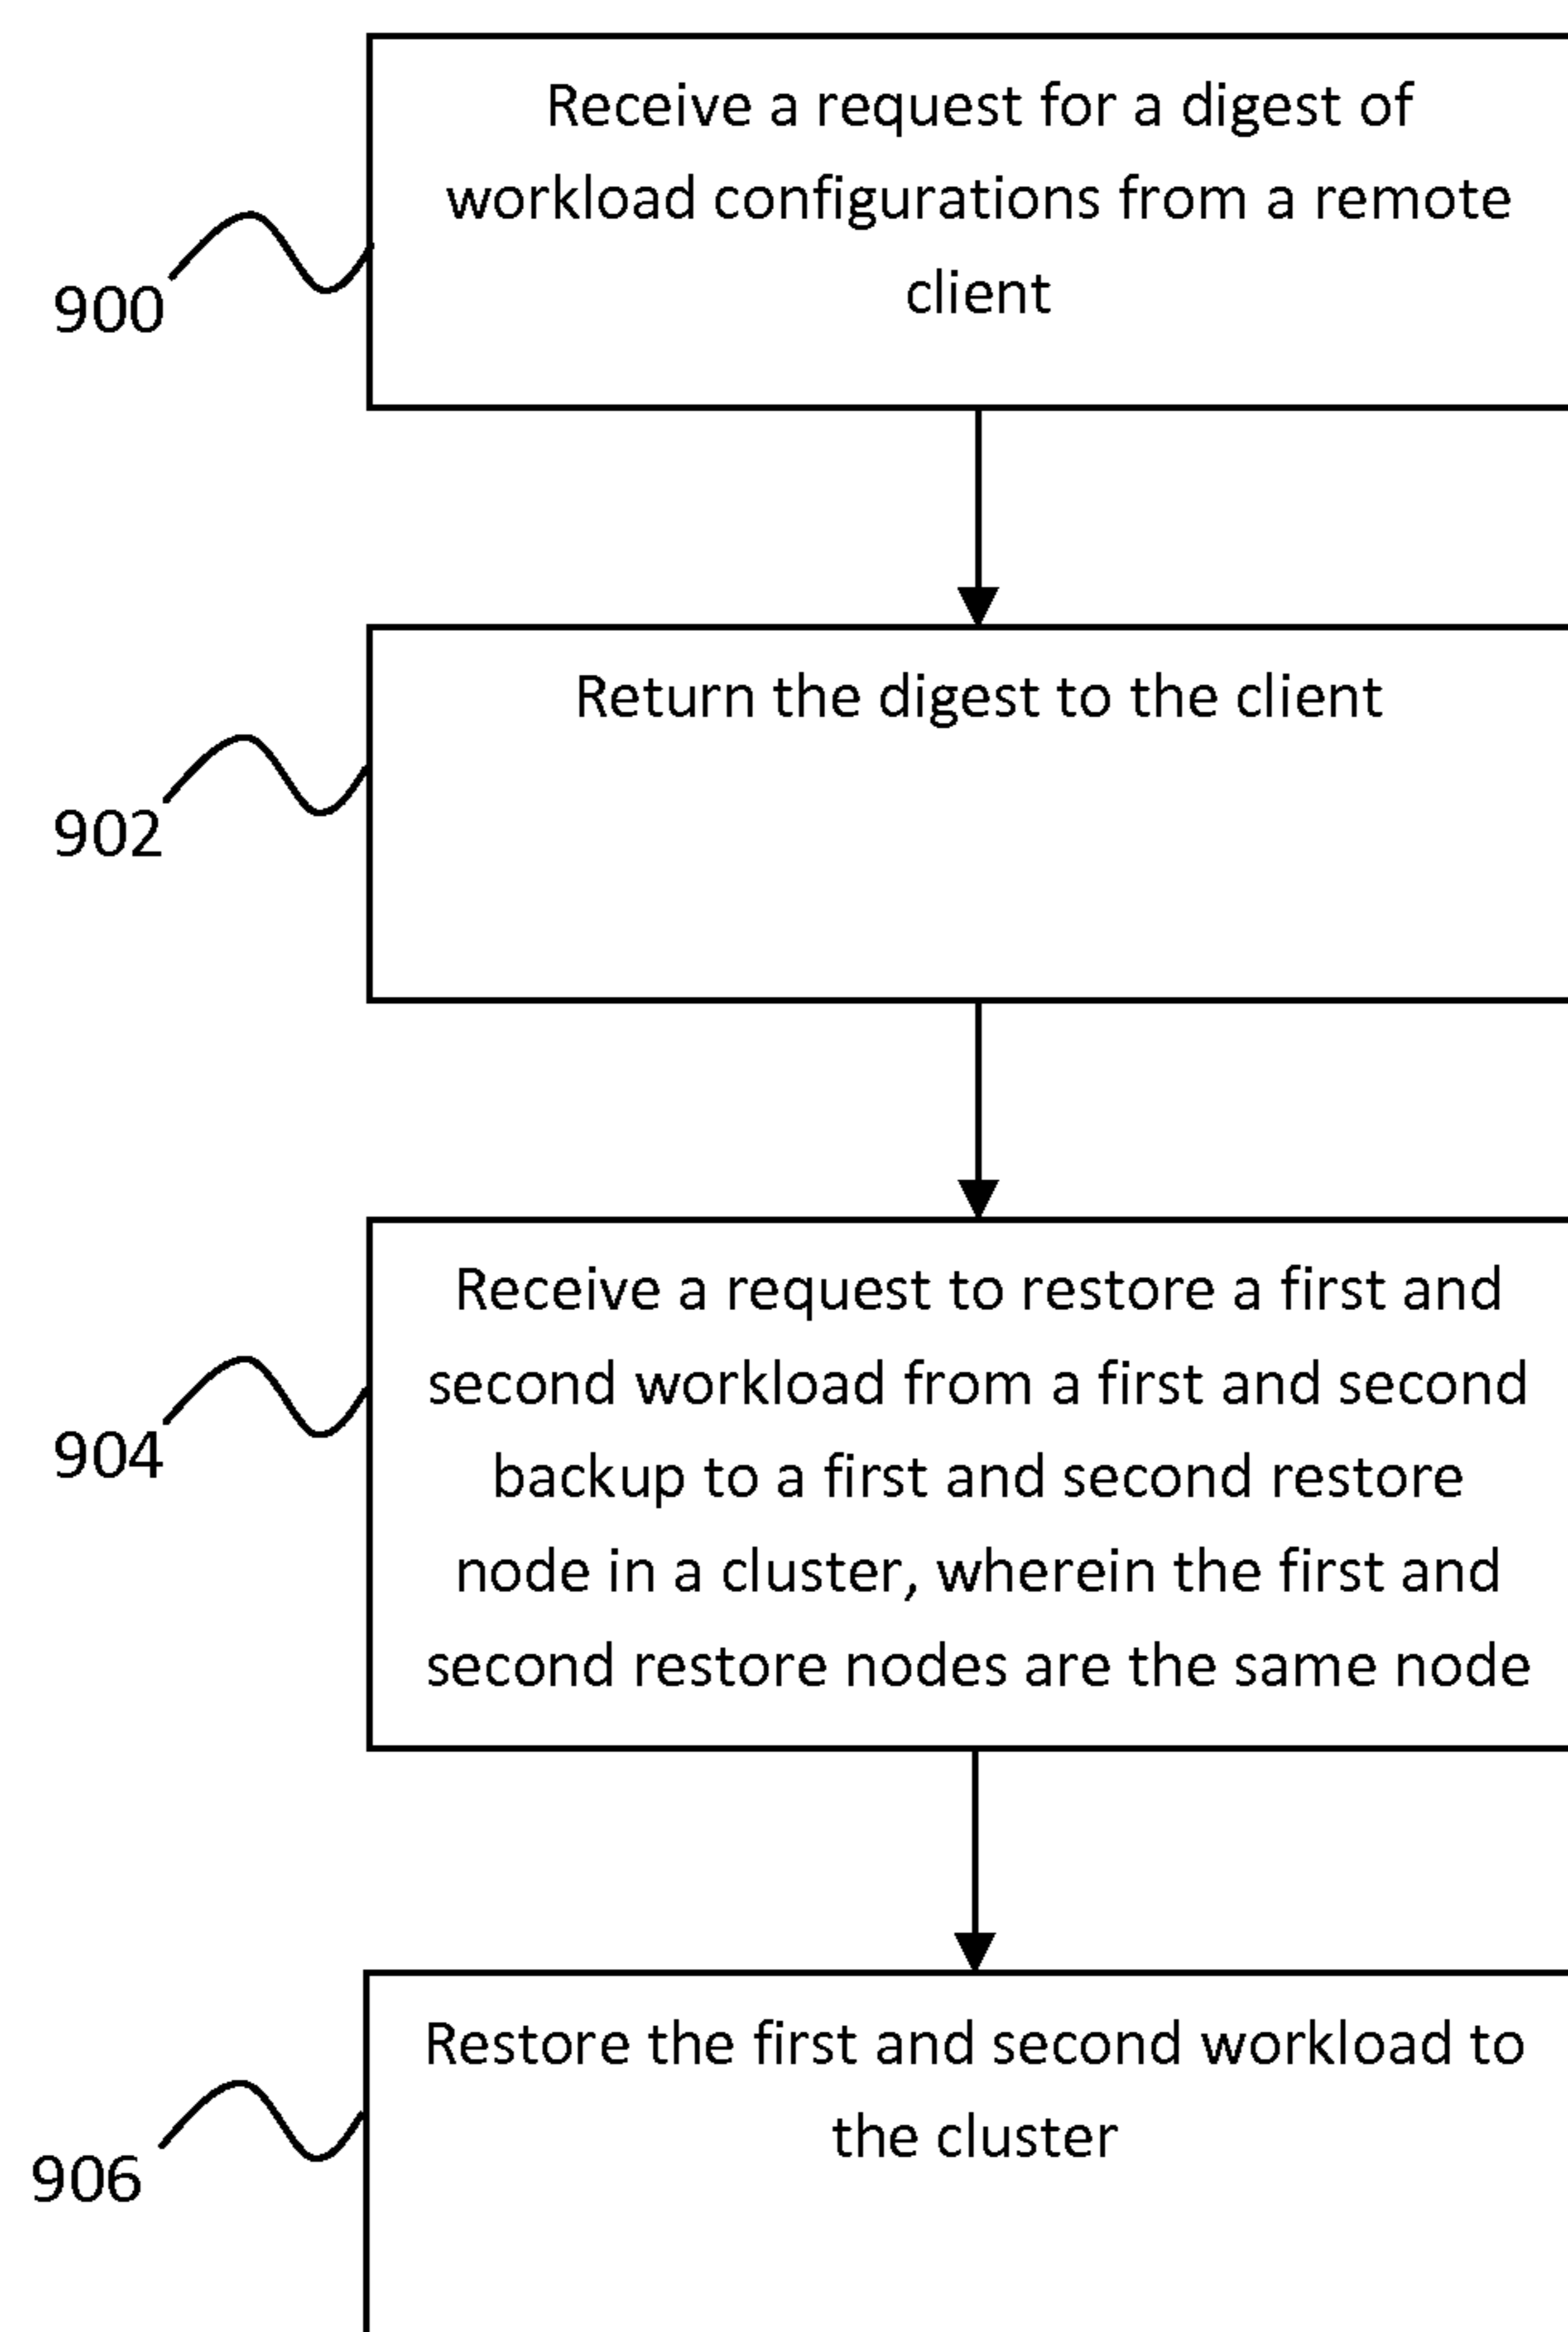 Receive a request for a digest of
workload configurations from a remote
client
900
Return the digest to the client
902
Receive a request to restore a first and
second workload from a first and second
backup to a first and second restore
node in a cluster, wherein the first and
second restore nodes are the same node
904
Restore the first and second workload to
the cluster
906